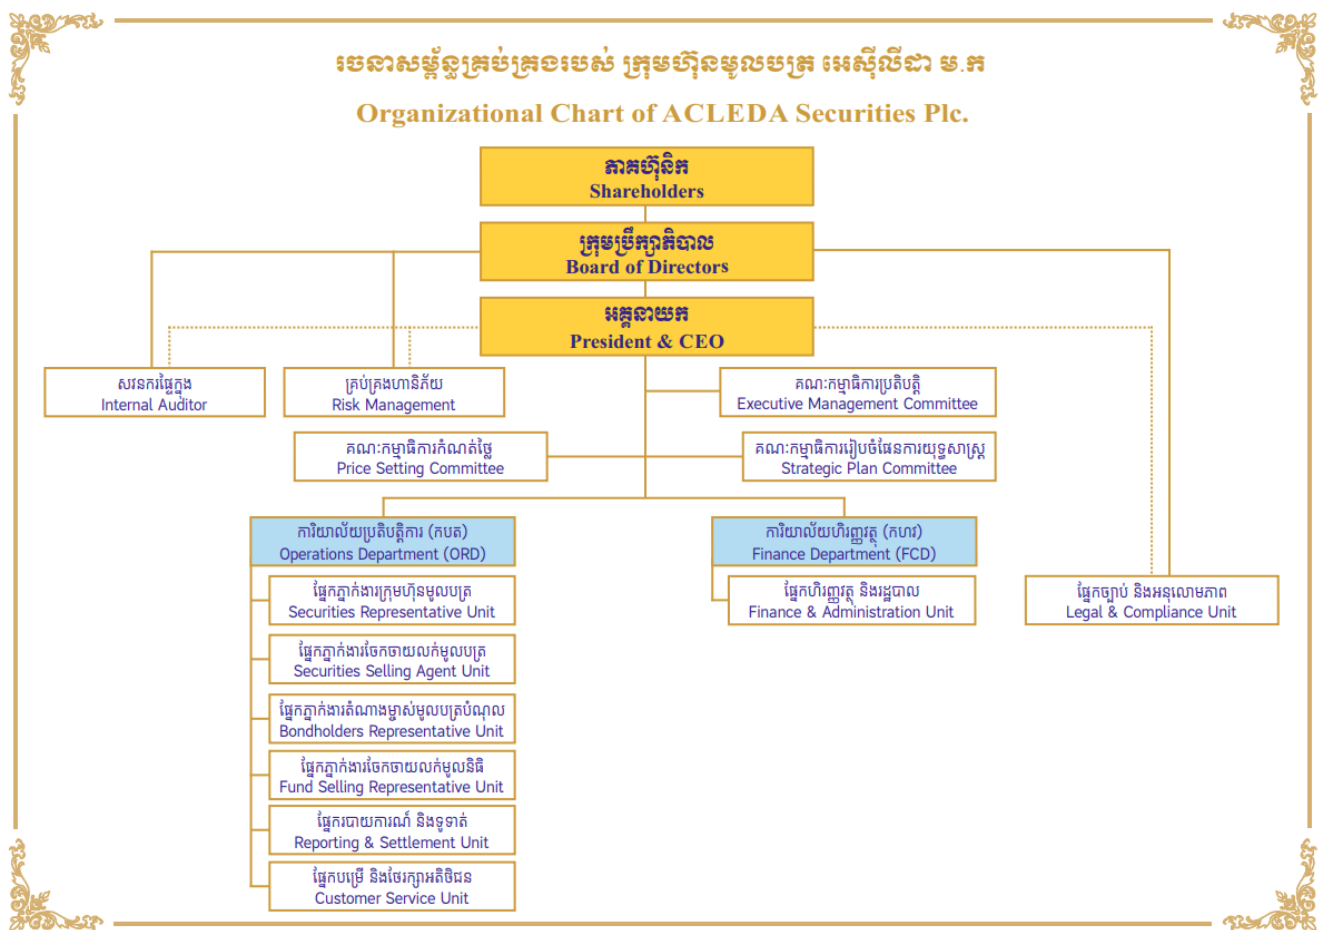 រចនាសម្ព័ន្ធគ្រប់គ្រងរបស់ ក្រុមហ៊ុនមូលបត្រ អេស៊ីលីដា ម.ក
Organizational Chart of ACLEDA Securities Plc.
ភាគហ៊ុនិក
Shareholders
ក្រុមប្រឹក្សាភិបាល
Board of Directors
អគ្គនាយក
President & CEO
សវនករផ្ទៃក្នុង
Internal Auditor
គ្រប់គ្រងហានិភ័យ
Risk Management
គណៈកម្មាធិការប្រតិបត្តិ
Executive Management Committee
គណៈកម្មាធិការកំណត់ថ្លៃ
Price Setting Committee
គណៈកម្មាធិការរៀបចំផែនការយុទ្ធសាស្ត្រ
Strategic Plan Committee
ការិយាល័យប្រតិបត្តិការ (កបត)
Operations Department (ORD)
ការិយាល័យហិរញ្ញវត្ថុ (កហវ)
Finance Department (FCD)
ផ្នែកភ្នាក់ងារក្រុមហ៊ុនមូលបត្រ
Securities Representative Unit
ផ្នែកហិរញ្ញវត្ថុ និងរដ្ឋបាល
Finance & Administration Unit
ផ្នែកច្បាប់ និងអនុលោមភាព
Legal & Compliance Unit
ផ្នែកភ្នាក់ងារចែកចាយលក់មូលបត្រ
Securities Selling Agent Unit
ផ្នែកភ្នាក់ងារតំណាងម្ចាស់មូលបត្របំណុល
Bondholders Representative Unit
ផ្នែកភ្នាក់ងារចែកចាយលក់មូលនិធិ
Fund Selling Representative Unit
ផ្នែករបាយការណ៍ និងទូទាត់
Reporting & Settlement Unit
ផ្នែកបម្រើ និងថែរក្សាអតិថិជន
Customer Service Unit